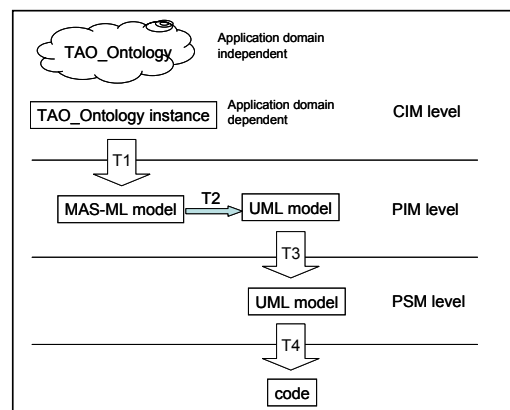 TAO_Ontology
Application domain
independent
TAO_Ontology instance
Application domain
dependent
CIM level
T1
MAS-ML model
T2
UML model
PIM level
T3
UML model
PSM level
T4
code